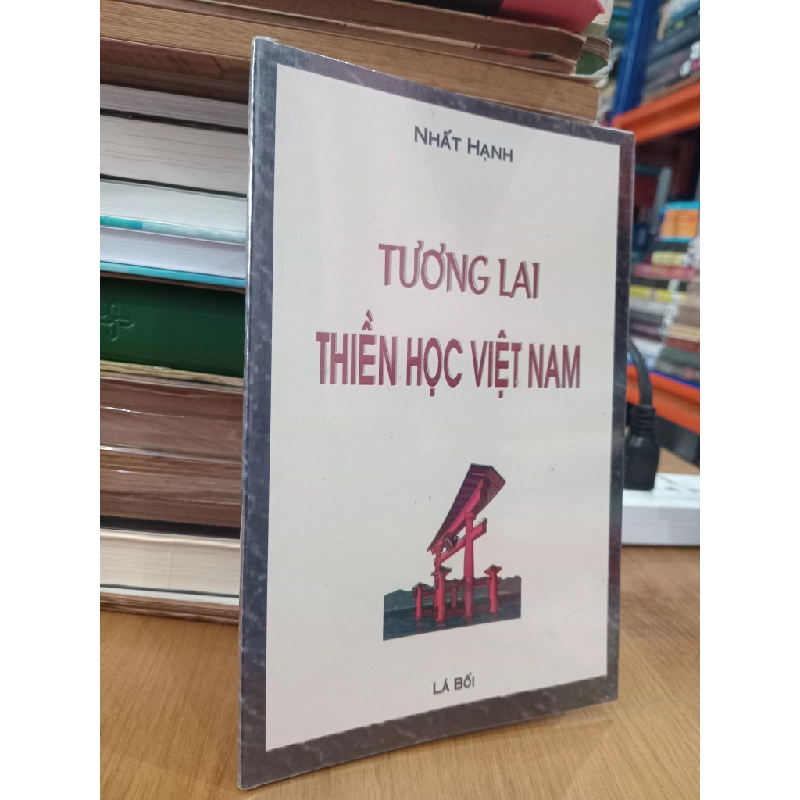 NHẤT HẠNH
TƯƠNG LAI
THIỀN HỌC VIỆT NAM
LÁ BỐI